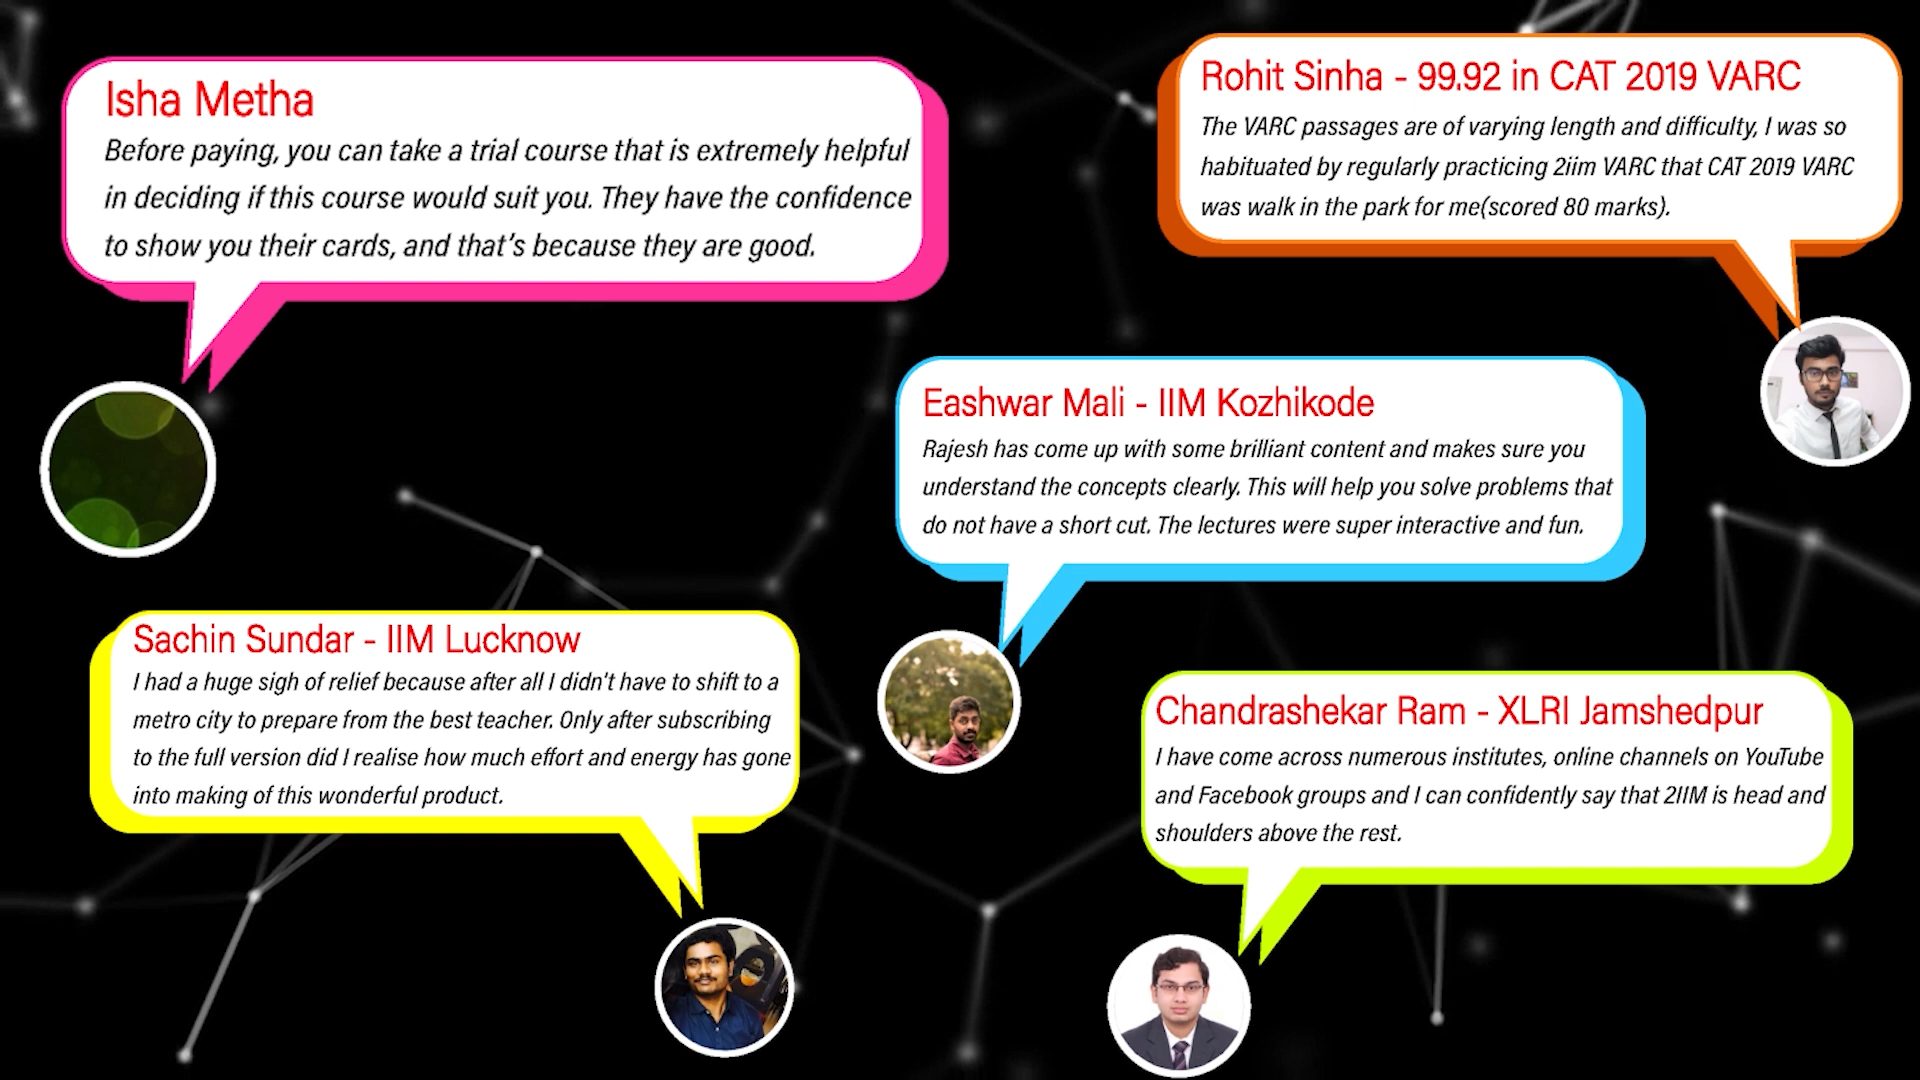 Isha Metha
Before paying, you can take a trial course that is extremely helpful
in deciding if this course would suit you. They have the confidence
to show you their cards, and that's because they are good.
Rohit Sinha - 99.92 in CAT 2019 VARC
The VARC passages are of varying length and difficulty, I was so
habituated by regularly practicing 2iim VARC that CAT 2019 VARC
was walk in the park for me(scored 80 marks).
Eashwar Mali - IIM Kozhikode
Rajesh has come up with some brilliant content and makes sure you
understand the concepts clearly. This will help you solve problems that
do not have a short cut. The lectures were super interactive and fun.
Sachin Sundar - IIM Lucknow
I had a huge sigh of relief because after all I didn't have to shift to a
metro city to prepare from the best teacher. Only after subscribing
to the full version did I realise how much effort and energy has gone
into making of this wonderful product.
Chandrashekar Ram - XLRI Jamshedpur
I have come across numerous institutes, online channels on YouTube
and Facebook groups and I can confidently say that 2IIM is head and
shoulders above the rest.